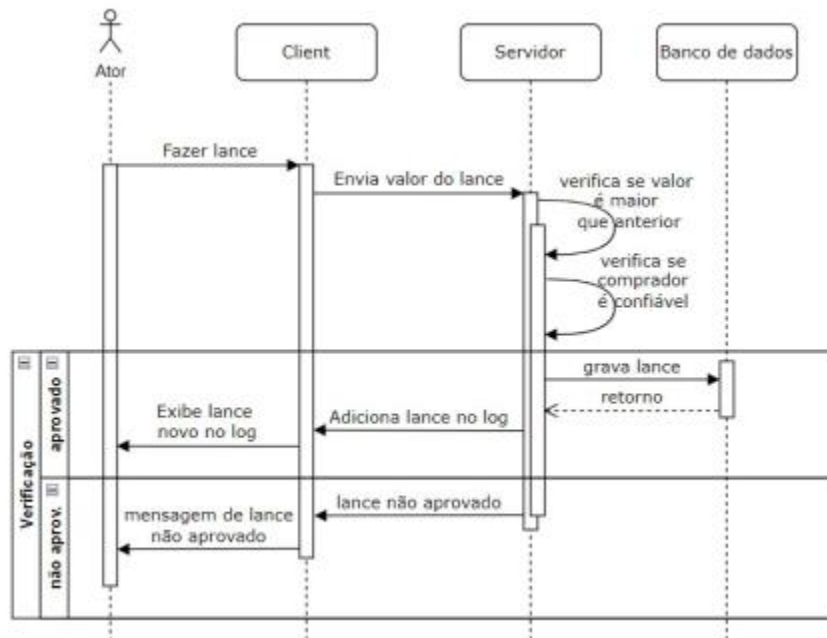 Ator
Client
Servidor
Banco de dados
Fazer lance
Envia valor do lance
verifica se valor
é maior
que anterior
verifica se
comprador
é confiável
Verificação
aprovado
grava lance
retorno
Adiciona lance no log
Exibe lance
novo no log
não aprov.
lance não aprovado
mensagem de lance
não aprovado